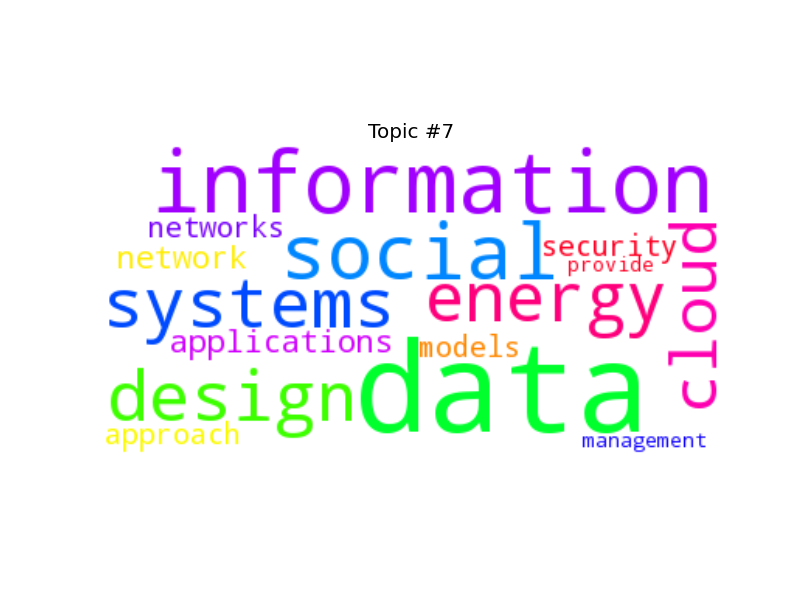 Topic #7
information
networks
social
security
cloud
network
provide
systems
energy
applications
models
design
data
approach
management